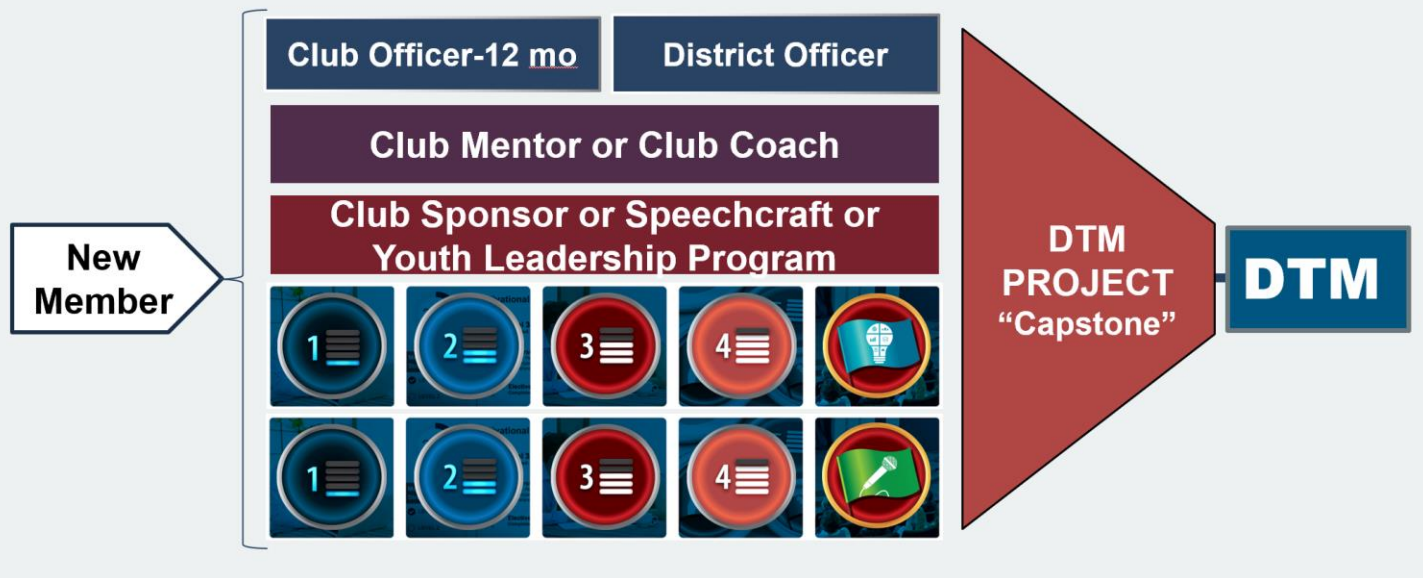 Club Officer-12 mo
District Officer
Club Mentor or Club Coach
Club Sponsor or Speechcraft or
Youth Leadership Program
New
Member
1
2
3
4
1
2
3
4
DTM
PROJECT
“Capstone”
DTM